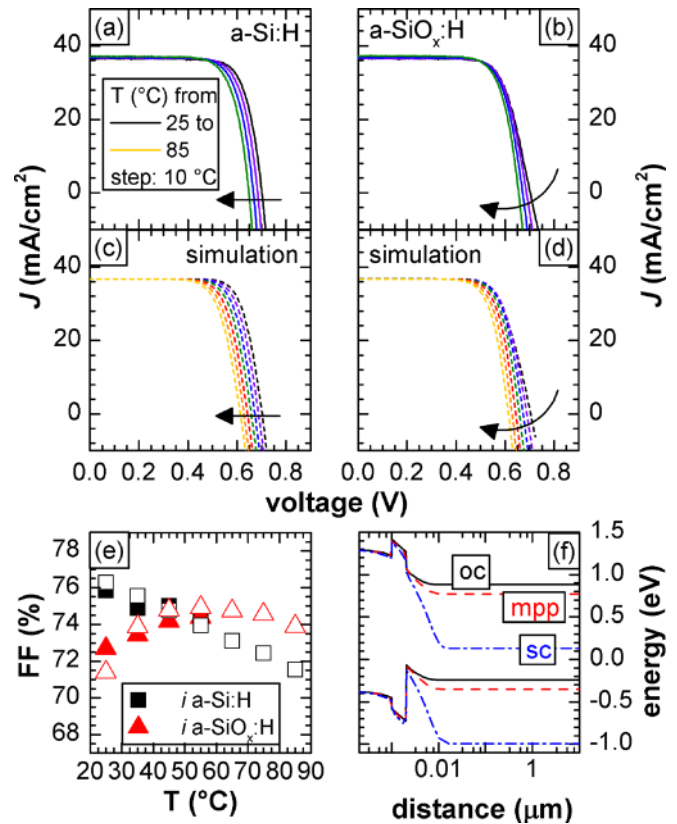 (a) a-Si:H
a-SiOx:H (b)
40
20
0
J (mA/cm2)
T (°C) from
25 to
85
step: 10 °C
40
20
0
J (mA/cm2)
(c) simulation
simulation (d)
40
20
0
40
20
0
0.0 0.2 0.4 0.6 0.8
0.0 0.2 0.4 0.6 0.8
voltage (V)
(e)
78
76
74
72
70
68
FF (%)
i a-Si:H
i a-SiOx:H
20 30 40 50 60 70 80 90
T (°C)
(f)
oc
mpp
sc
1.5
1.0
0.5
0.0
-0.5
-1.0
energy (eV)
0.01 1
distance (μm)